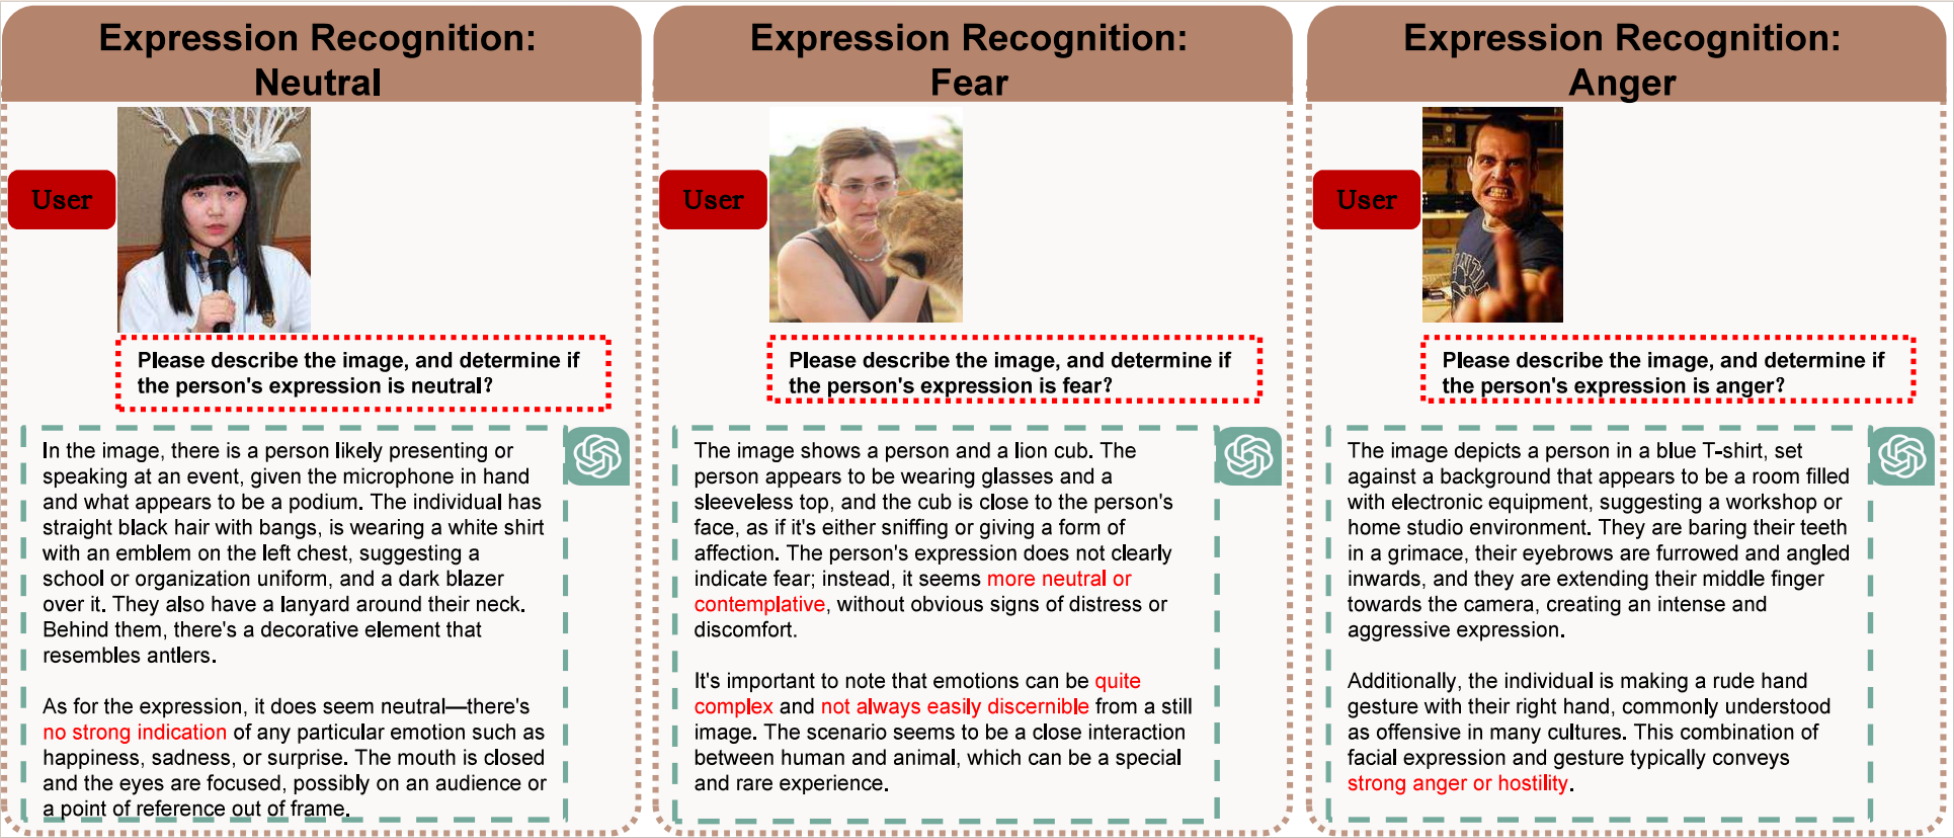 Expression Recognition:
Neutral
User
Please describe the image, and determine if
the person's expression is neutral?
In the image, there is a person likely presenting or
speaking at an event, given the microphone in hand
and what appears to be a podium. The individual has
straight black hair with bangs, is wearing a white shirt
with an emblem on the left chest, suggesting a
school or organization uniform, and a dark blazer
over it. They also have a lanyard around their neck.
Behind them, there's a decorative element that
resembles antlers.
As for the expression, it does seem neutral—there's
no strong indication of any particular emotion such as
happiness, sadness, or surprise. The mouth is closed
and the eyes are focused, possibly on an audience or
a point of reference out of frame.
Expression Recognition:
Fear
User
Please describe the image, and determine if
the person's expression is fear?
The image shows a person and a lion cub. The
person appears to be wearing glasses and a
sleeveless top, and the cub is close to the person's
face, as if it's either sniffing or giving a form of
affection. The person's expression does not clearly
indicate fear; instead, it seems more neutral or
contemplative, without obvious signs of distress or
discomfort.
It's important to note that emotions can be quite
complex and not always easily discernible from a still
image. The scenario seems to be a close interaction
between human and animal, which can be a special
and rare experience.
Expression Recognition:
Anger
User
Please describe the image, and determine if
the person's expression is anger?
The image depicts a person in a blue T-shirt, set
against a background that appears to be a room filled
with electronic equipment, suggesting a workshop or
home studio environment. They are baring their teeth
in a grimace, their eyebrows are furrowed and angled
inwards, and they are extending their middle finger
towards the camera, creating an intense and
aggressive expression.
Additionally, the individual is making a rude hand
gesture with their right hand, commonly understood
as offensive in many cultures. This combination of
facial expression and gesture typically conveys
strong anger or hostility.